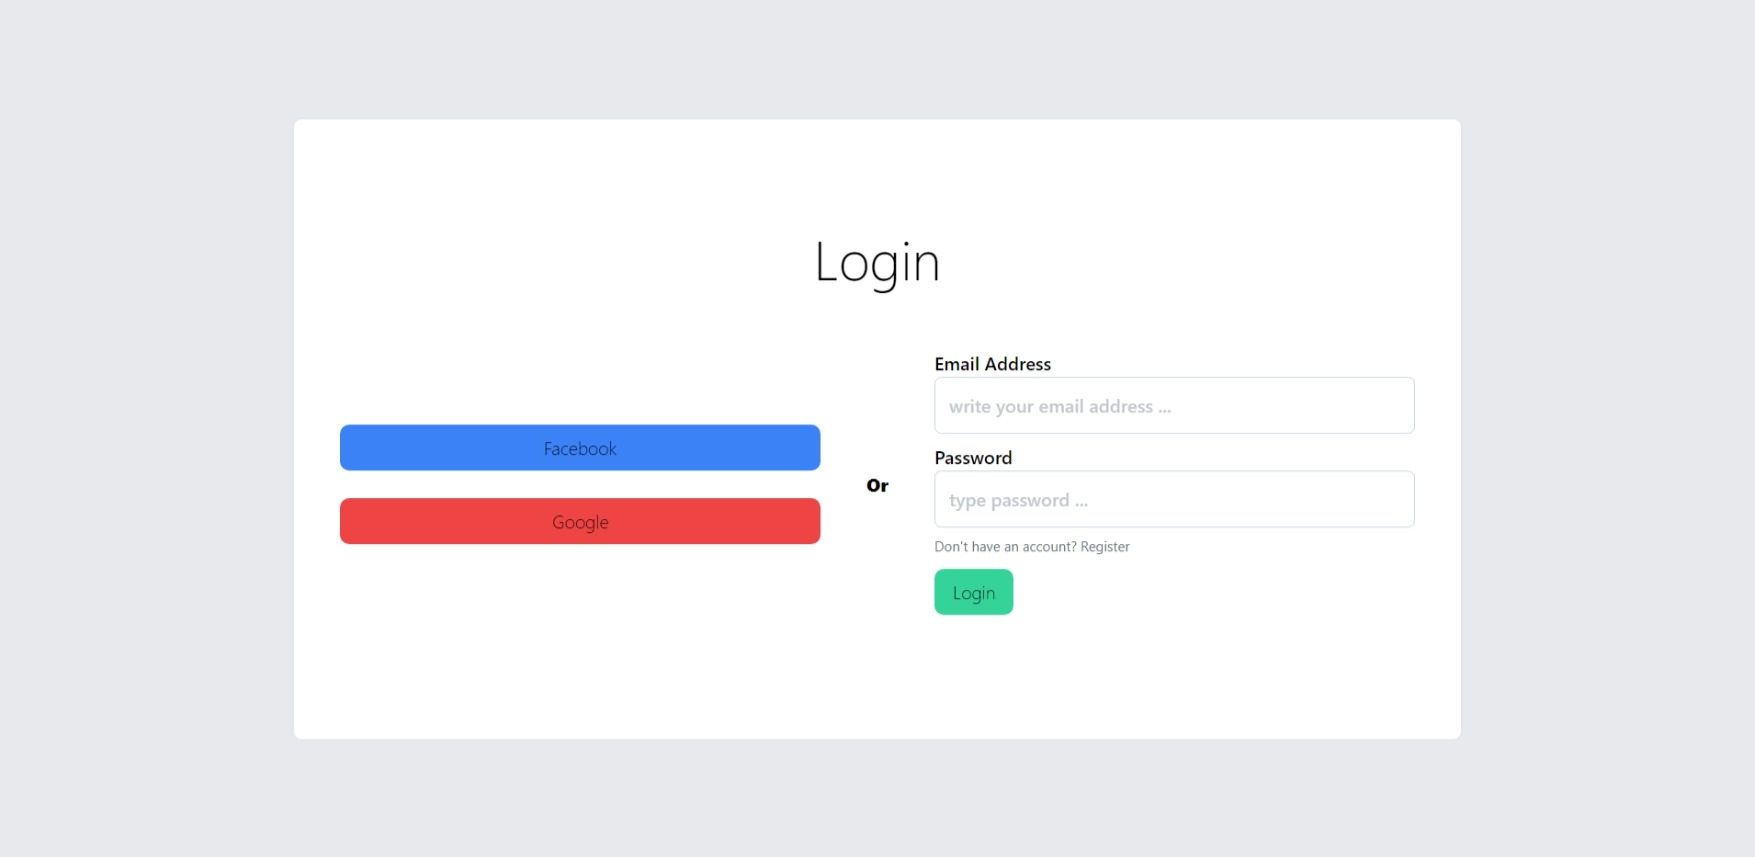 Login
Facebook
Google
Or
Email Address
write your email address ...
Password
type password ...
Don't have an account? Register
Login